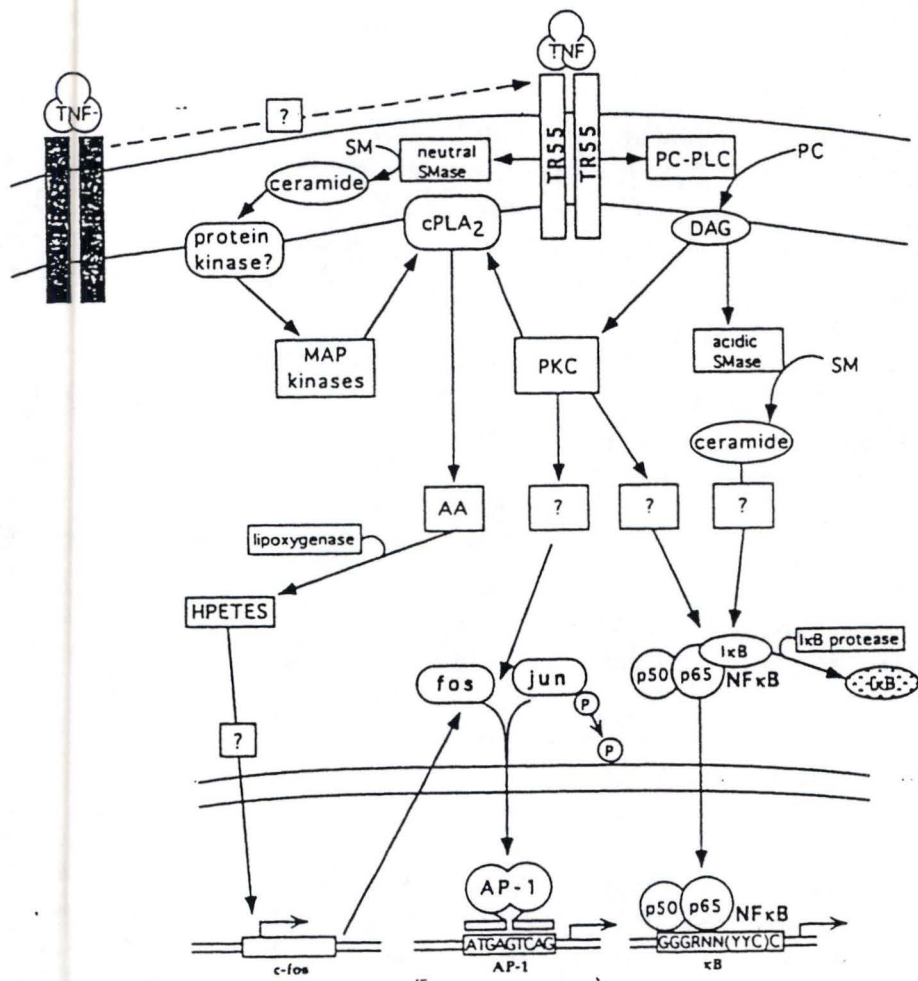 TNF
TNF-
?
TR55
TR55
SM
neutral
SMase
PC-PLC
PC
ceramide
cPLA2
DAG
protein
kinase?
MAP
kinases
PKC
acidic
SMase
SM
ceramide
AA
?
?
?
lipoxygenase
HPETES
IκB
IκB protease
p50
p65
NFκB
IκB
fos
jun
P
P
?
AP-1
p50
p65
NFκB
ATGAGTCAG
GGGRNN(YYC)C
c-fos
AP-1
κB